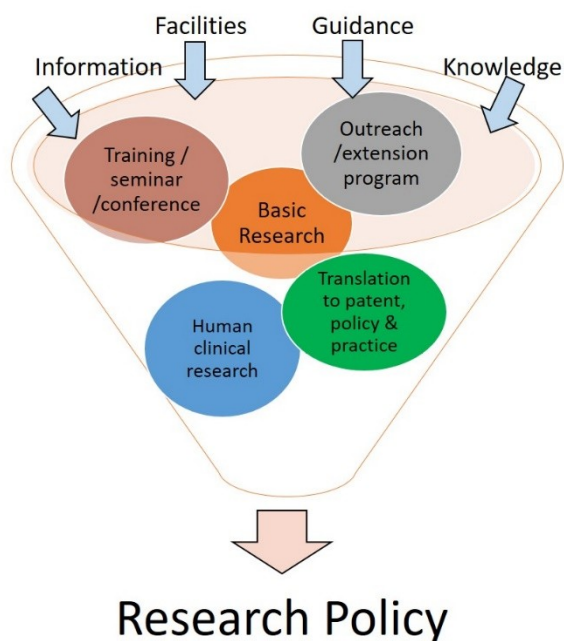 Facilities
Guidance
Information
Knowledge
Training /
seminar
/conference
Outreach
/extension
program
Basic
Research
Translation
to patent,
policy &
practice
Human
clinical
research
Research Policy